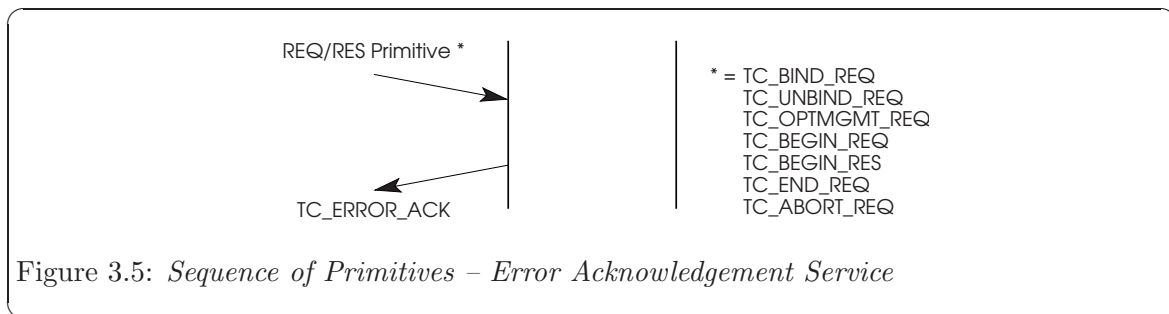 REQ/RES Primitive *
* = TC_BIND_REQ
TC_UNBIND_REQ
TC_OPTMGMT_REQ
TC_BEGIN_REQ
TC_BEGIN_RES
TC_END_REQ
TC_ABORT_REQ
TC_ERROR_ACK
Figure 3.5: Sequence of Primitives – Error Acknowledgement Service